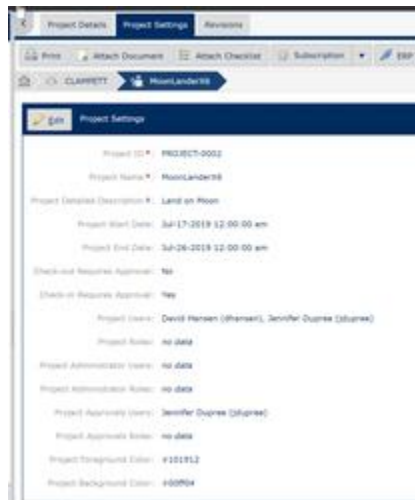 Project Details Project Settings Revisions
Print Attach Document Attach Checklist Subscription ERP
CLAMPETT MoonLander98
Edit Project Settings
Project ID *: PROJECT-0002
Project Name *: MoonLander98
Project Detailed Description *: Land on Moon
Project Start Date: Jul-17-2019 12:00:00 am
Project End Date: Jul-26-2019 12:00:00 am
Check-out Requires Approval: No
Check-in Requires Approval: Yes
Project Users: David Hansen (dhansen), Jennifer Dupree (jdupree)
Project Roles: no data
Project Administrator Users: no data
Project Administrator Roles: no data
Project Approvals Users: Jennifer Dupree (jdupree)
Project Approvals Roles: no data
Project Foreground Color: #101912
Project Background Color: #00ff04